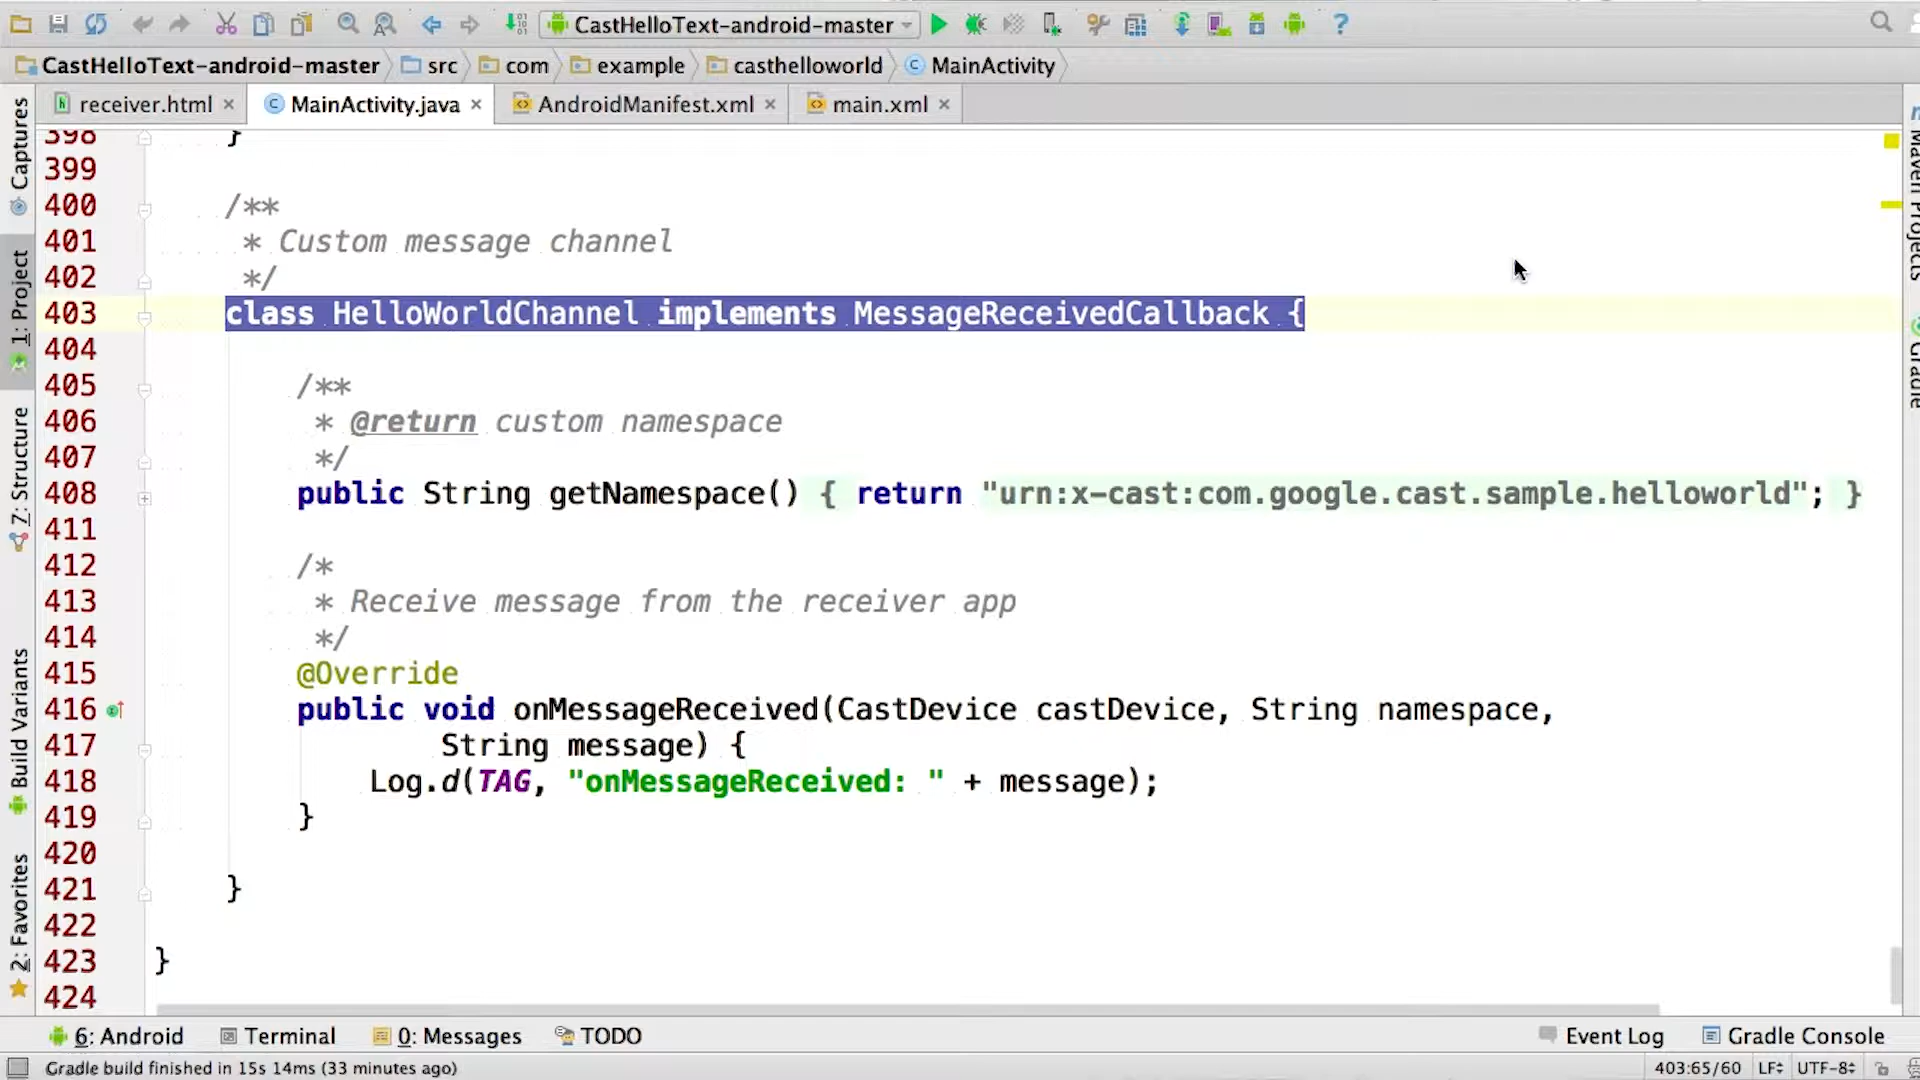 CastHelloText-android-master
CastHelloText-android-master src com example casthelloworld MainActivity
receiver.html MainActivity.java AndroidManifest.xml main.xml
Captures
1: Project
Z: Structure
Build Variants
2: Favorites
398 }
399
400 /**
401 * Custom message channel
402 */
403 class HelloWorldChannel implements MessageReceivedCallback {
404
405 /**
406 * @return custom namespace
407 */
408 public String getNamespace() { return "urn:x-cast:com.google.cast.sample.helloworld"; }
411
412 /*
413 * Receive message from the receiver app
414 */
415 @Override
416 public void onMessageReceived(CastDevice castDevice, String namespace,
417 String message) {
418 Log.d(TAG, "onMessageReceived: " + message);
419 }
420
421 }
422
423 }
424
Maven Projects
Gradle
6: Android Terminal 0: Messages TODO Event Log Gradle Console
Gradle build finished in 15s 14ms (33 minutes ago) 403:65/60 LF UTF-8